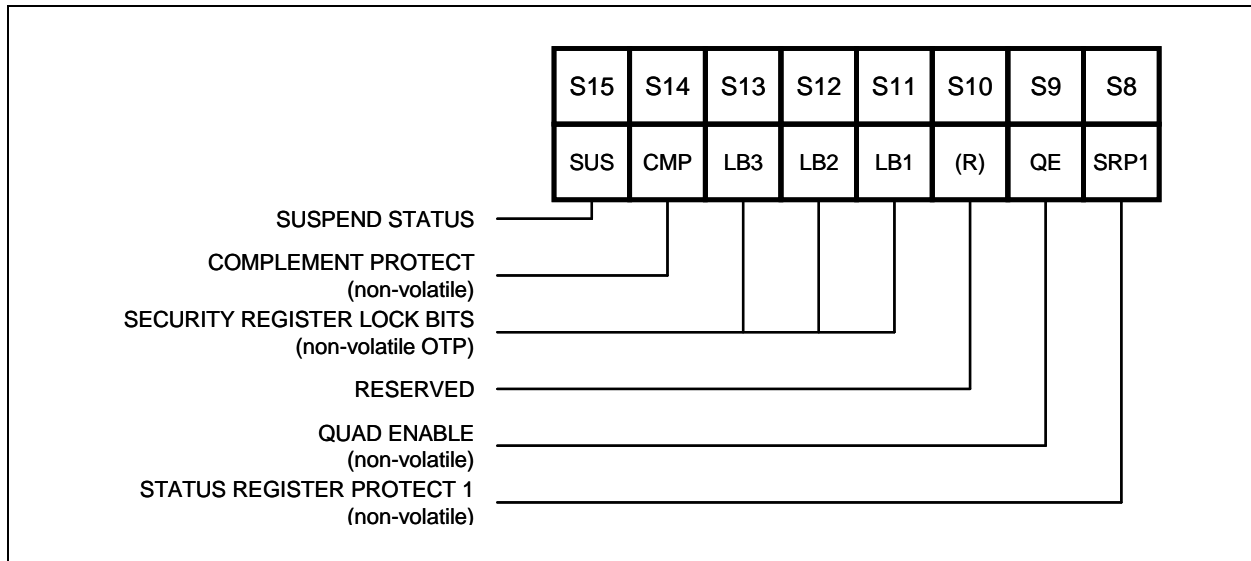 S15 S14 S13 S12 S11 S10 S9 S8
SUS CMP LB3 LB2 LB1 (R) QE SRP1
SUSPEND STATUS
COMPLEMENT PROTECT
(non-volatile)
SECURITY REGISTER LOCK BITS
(non-volatile OTP)
RESERVED
QUAD ENABLE
(non-volatile)
STATUS REGISTER PROTECT 1
(non-volatile)